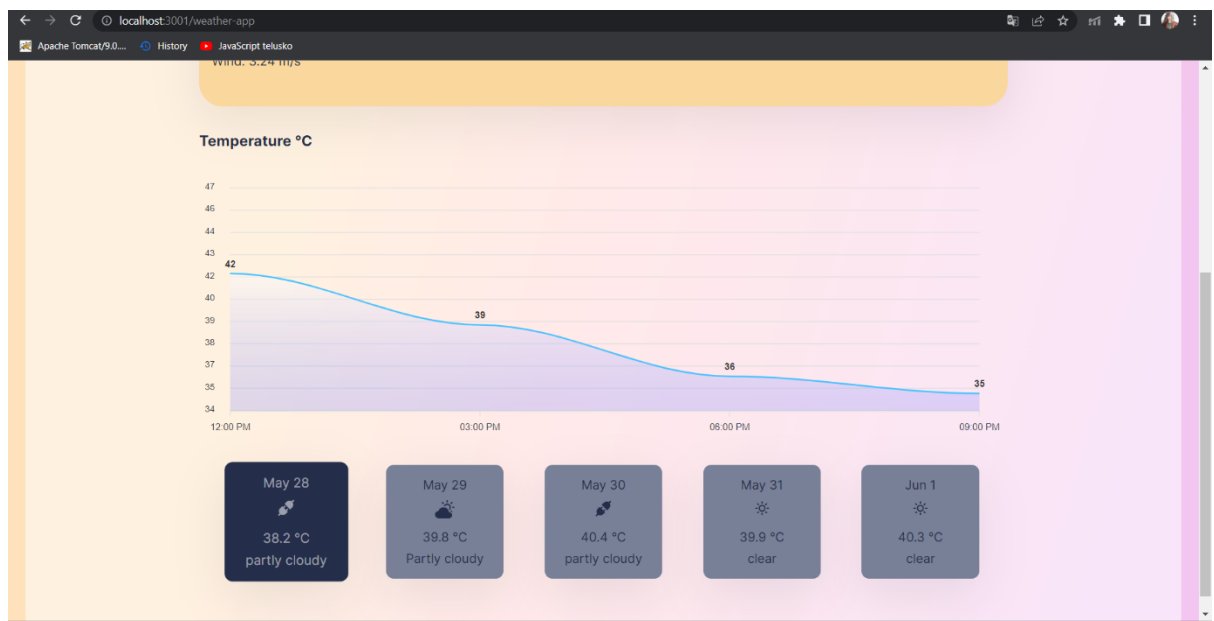 localhost:3001/weather-app
Apache Tomcat/9.0.... History JavaScript telusko
Wind: 3.24 m/s
Temperature °C
47
46
44
43
42
42
40
39
39
38
37
36
35
35
34
12:00 PM 03:00 PM 06:00 PM 09:00 PM
May 28 May 29 May 30 May 31 Jun 1
38.2 °C 39.8 °C 40.4 °C 39.9 °C 40.3 °C
partly cloudy Partly cloudy partly cloudy clear clear